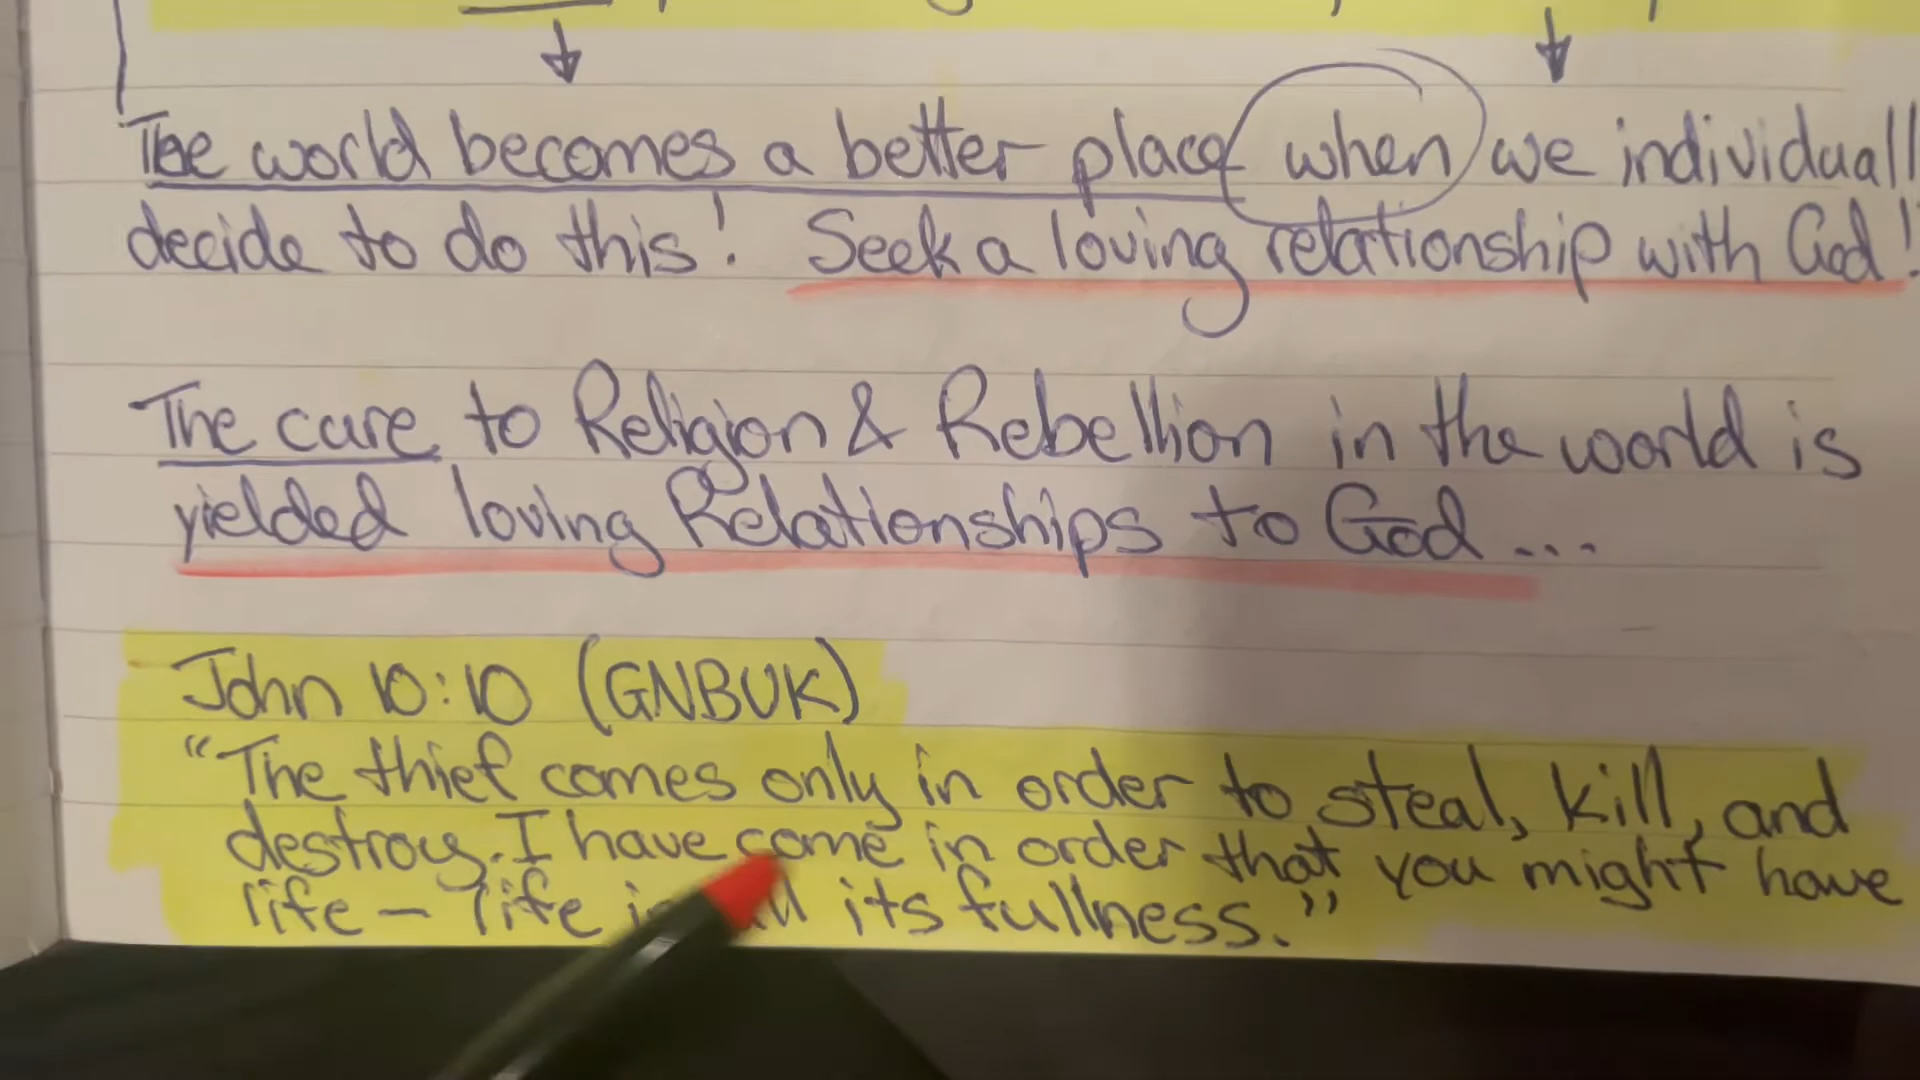 The world becomes a better place when we individuall
decide to do this! Seek a loving relationship with God!
The cure to Religion & Rebellion in the world is
yielded loving Relationships to God...
John 10:10 (GNBUK)
"The thief comes only in order to steal, kill, and
destroy. I have come in order that you might have
life - life in all its fullness."